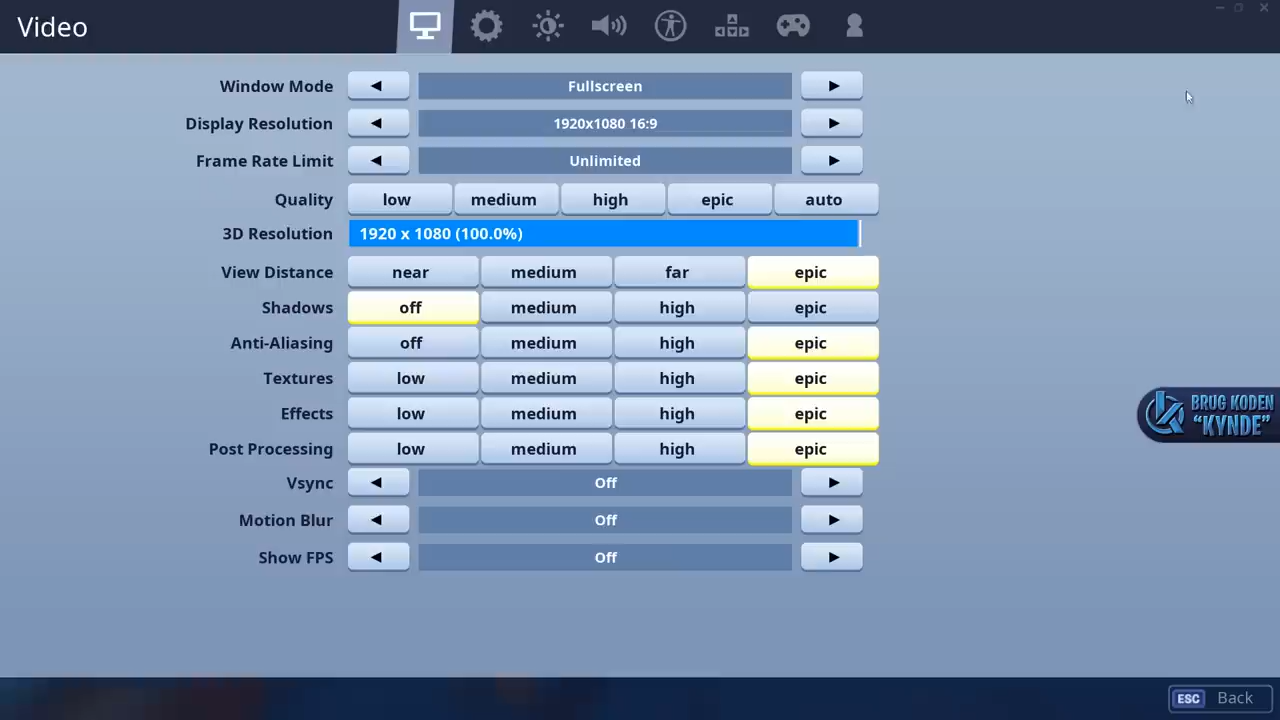 Video
Window Mode ◀ Fullscreen ▶
Display Resolution ◀ 1920x1080 16:9 ▶
Frame Rate Limit ◀ Unlimited ▶
Quality low medium high epic auto
3D Resolution 1920 x 1080 (100.0%)
View Distance near medium far epic
Shadows off medium high epic
Anti-Aliasing off medium high epic
Textures low medium high epic
Effects low medium high epic
BRUG KODEN
"KYNDE"
Post Processing low medium high epic
Vsync ◀ Off ▶
Motion Blur ◀ Off ▶
Show FPS ◀ Off ▶
ESC Back